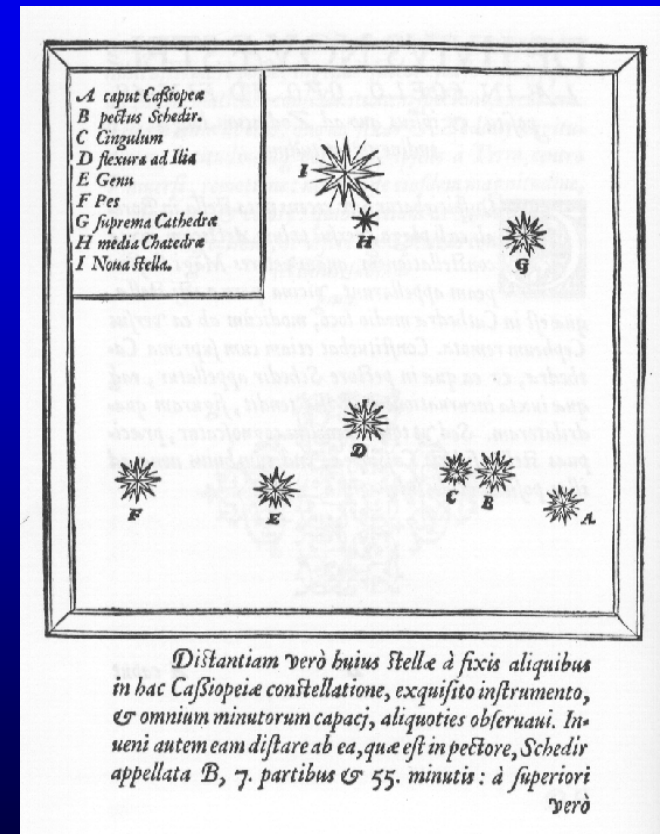 A caput Caſsiopeæ
B pectus Schedir.
C Cingulum
D flexura ad Ilia
E Genu
F Pes
G ſuprema Cathedræ
H media Chatedræ
I Noua ſtella.
I
H
G
D
F
E
C
B
A
Diſtantiam verò huius ſtellæ à fixis aliquibus
in hac Caſsiopeiæ conſtellatione, exquiſito inſtrumento,
& omnium minutorum capacj, aliquoties obſeruaui. In-
ueni autem eam diſtare ab ea, quæ eſt in pectore, Schedir
appellata B, 7. partibus & 55. minutis : à ſuperiori
verò